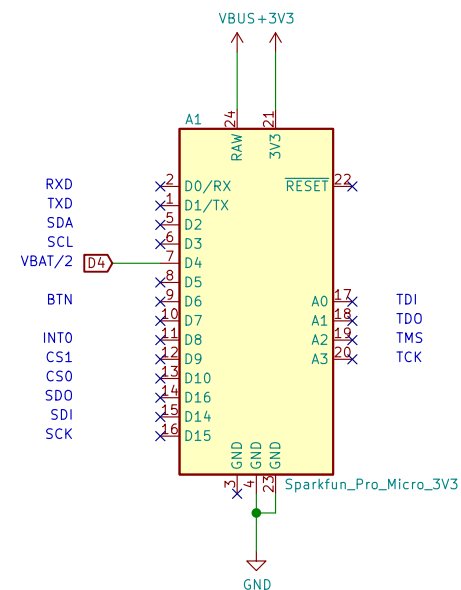 VBUS +3V3
A1
24 21
RAW 3V3
RXD 2 D0/RX RESET 22
TXD 1 D1/TX
SDA 5 D2
SCL 6 D3
VBAT/2 D4 7 D4
8 D5
BTN 9 D6 A0 17 TDI
10 D7 A1 18 TDO
INT0 11 D8 A2 19 TMS
CS1 12 D9 A3 20 TCK
CS0 13 D10
SDO 14 D16
SDI 15 D14
SCK 16 D15
GND GND GND
3 4 23
Sparkfun_Pro_Micro_3V3
GND